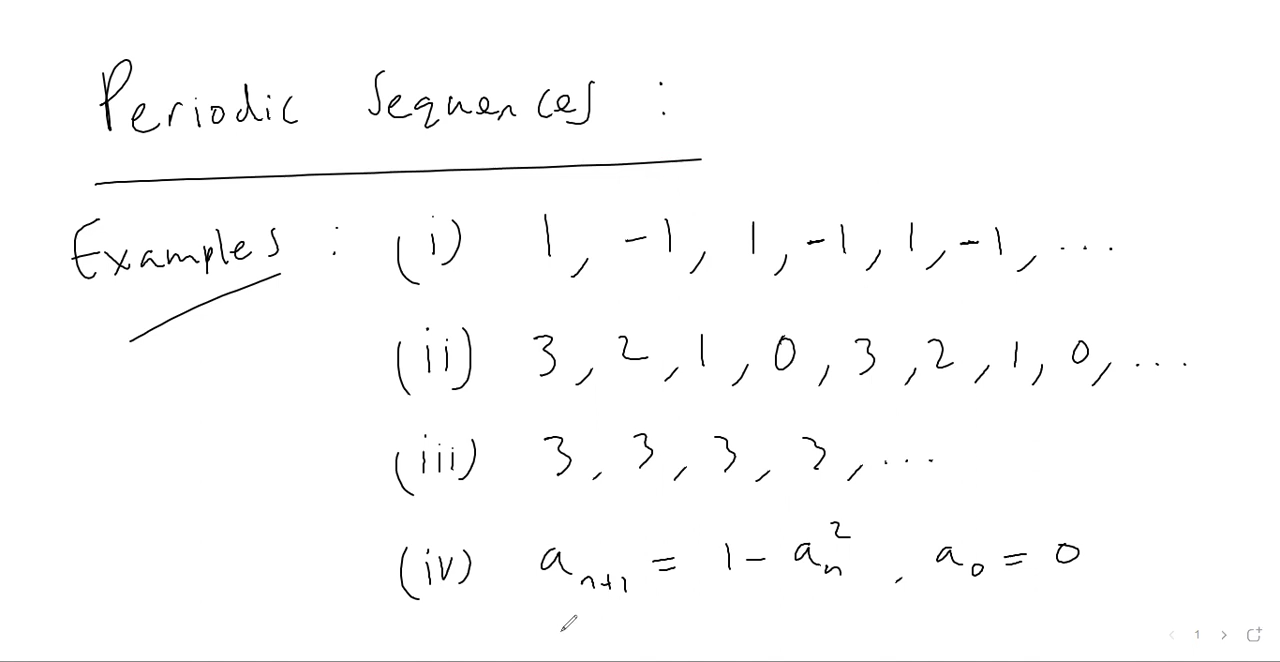 Periodic Sequences :
Examples : (i) 1, -1, 1, -1, 1, -1, ...
(ii) 3, 2, 1, 0, 3, 2, 1, 0, ...
(iii) 3, 3, 3, 3, ...
(iv) aₙ₊₁ = 1 - aₙ², a₀ = 0
1